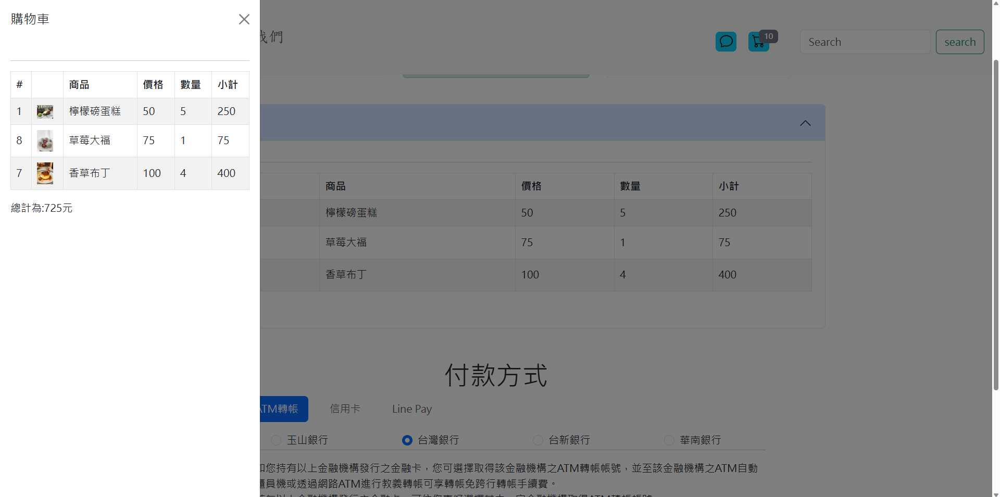 購物車
# 商品 價格 數量 小計
1 檸檬磅蛋糕 50 5 250
8 草莓大福 75 1 75
7 香草布丁 100 4 400
總計為:725元
我們
10
Search
search
商品 價格 數量 小計
檸檬磅蛋糕 50 5 250
草莓大福 75 1 75
香草布丁 100 4 400
付款方式
ATM轉帳 信用卡 Line Pay
玉山銀行 台灣銀行 台新銀行 華南銀行
如您持有以上金融機構發行之金融卡，您可選擇取得該金融機構之ATM轉帳帳號，並至該金融機構之ATM自動
櫃員機或透過網路ATM進行教義轉帳可享轉帳免跨行轉帳手續費。